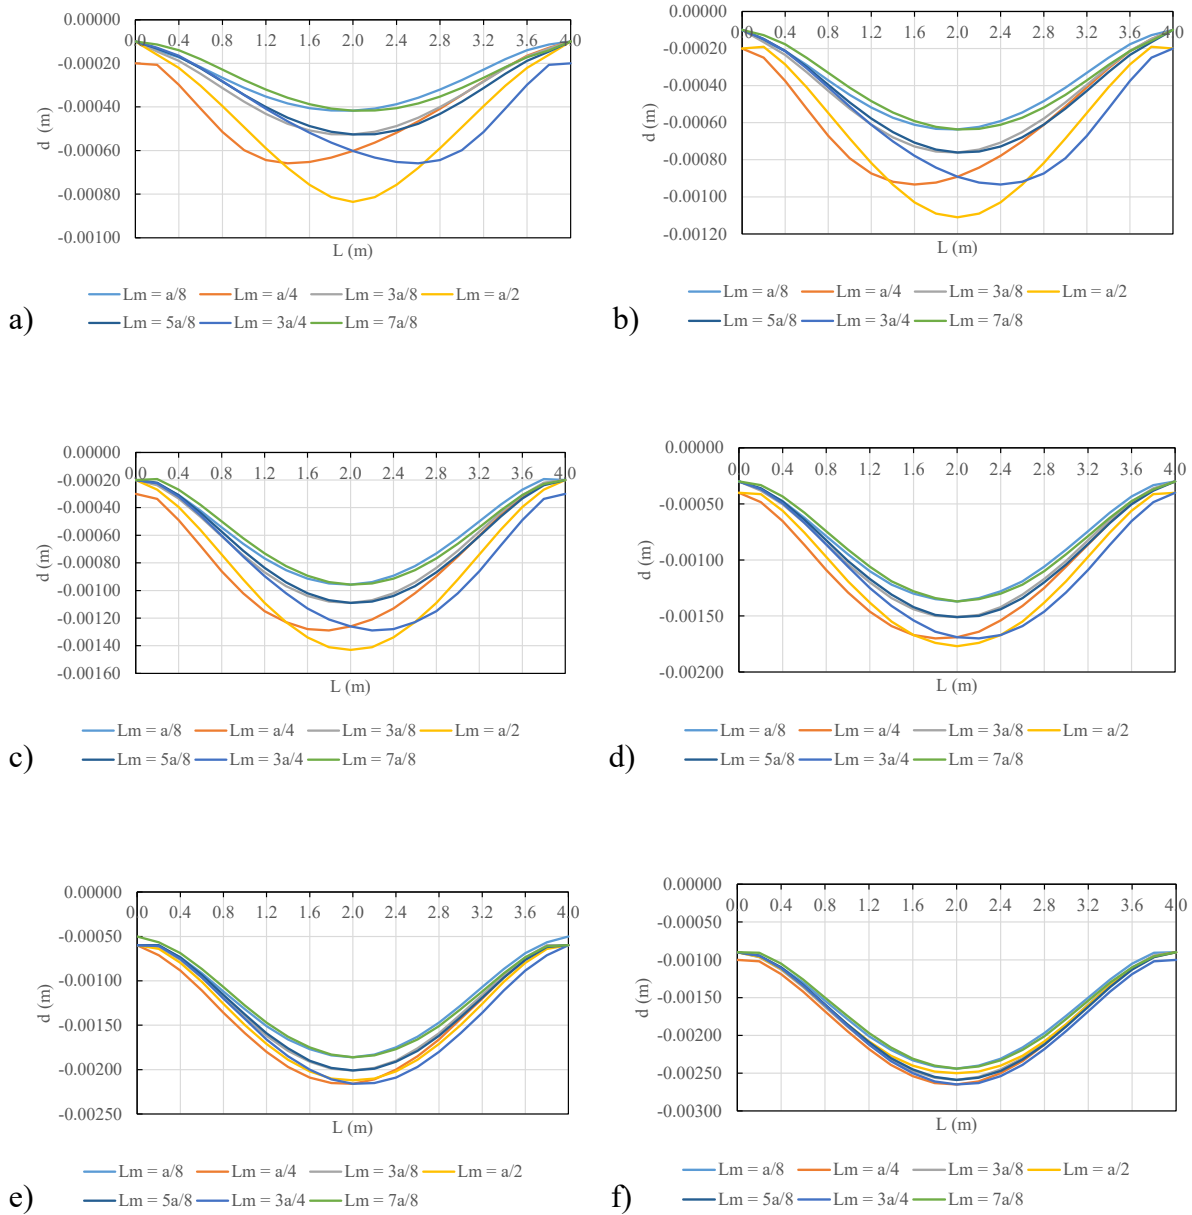 0.00000
0.0 0.4 0.8 1.2 1.6 2.0 2.4 2.8 3.2 3.6 4.0
-0.00020
-0.00040
-0.00060
-0.00080
-0.00100
d (m)
L (m)
Lm = a/8 Lm = a/4 Lm = 3a/8 Lm = a/2
Lm = 5a/8 Lm = 3a/4 Lm = 7a/8
a)
0.00000
0.0 0.4 0.8 1.2 1.6 2.0 2.4 2.8 3.2 3.6 4.0
-0.00020
-0.00040
-0.00060
-0.00080
-0.00100
-0.00120
d (m)
L (m)
Lm = a/8 Lm = a/4 Lm = 3a/8 Lm = a/2
Lm = 5a/8 Lm = 3a/4 Lm = 7a/8
b)
0.00000
0.0 0.4 0.8 1.2 1.6 2.0 2.4 2.8 3.2 3.6 4.0
-0.00020
-0.00040
-0.00060
-0.00080
-0.00100
-0.00120
-0.00140
-0.00160
d (m)
L (m)
Lm = a/8 Lm = a/4 Lm = 3a/8 Lm = a/2
Lm = 5a/8 Lm = 3a/4 Lm = 7a/8
c)
0.00000
0.0 0.4 0.8 1.2 1.6 2.0 2.4 2.8 3.2 3.6 4.0
-0.00050
-0.00100
-0.00150
-0.00200
d (m)
L (m)
Lm = a/8 Lm = a/4 Lm = 3a/8 Lm = a/2
Lm = 5a/8 Lm = 3a/4 Lm = 7a/8
d)
0.00000
0.0 0.4 0.8 1.2 1.6 2.0 2.4 2.8 3.2 3.6 4.0
-0.00050
-0.00100
-0.00150
-0.00200
-0.00250
d (m)
L (m)
Lm = a/8 Lm = a/4 Lm = 3a/8 Lm = a/2
Lm = 5a/8 Lm = 3a/4 Lm = 7a/8
e)
0.00000
0.0 0.4 0.8 1.2 1.6 2.0 2.4 2.8 3.2 3.6 4.0
-0.00050
-0.00100
-0.00150
-0.00200
-0.00250
-0.00300
d (m)
L (m)
Lm = a/8 Lm = a/4 Lm = 3a/8 Lm = a/2
Lm = 5a/8 Lm = 3a/4 Lm = 7a/8
f)